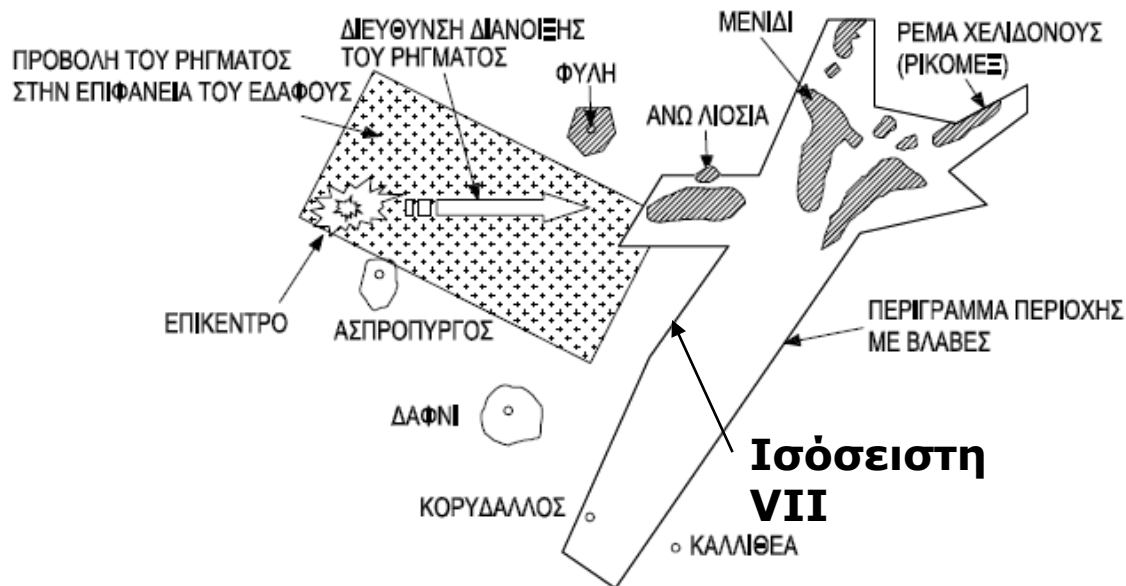 ΠΡΟΒΟΛΗ ΤΟΥ ΡΗΓΜΑΤΟΣ
ΣΤΗΝ ΕΠΙΦΑΝΕΙΑ ΤΟΥ ΕΔΑΦΟΥΣ
ΔΙΕΥΘΥΝΣΗ ΔΙΑΝΟΙΞΗΣ
ΤΟΥ ΡΗΓΜΑΤΟΣ
ΦΥΛΗ
ΜΕΝΙΔΙ
ΡΕΜΑ ΧΕΛΙΔΟΝΟΥΣ
(ΡΙΚΟΜΕΞ)
ΑΝΩ ΛΙΟΣΙΑ
ΕΠΙΚΕΝΤΡΟ
ΑΣΠΡΟΠΥΡΓΟΣ
ΠΕΡΙΓΡΑΜΜΑ ΠΕΡΙΟΧΗΣ
ΜΕ ΒΛΑΒΕΣ
ΔΑΦΝΙ
Ισόσειστη
VII
ΚΟΡΥΔΑΛΛΟΣ
ΚΑΛΛΙΘΕΑ